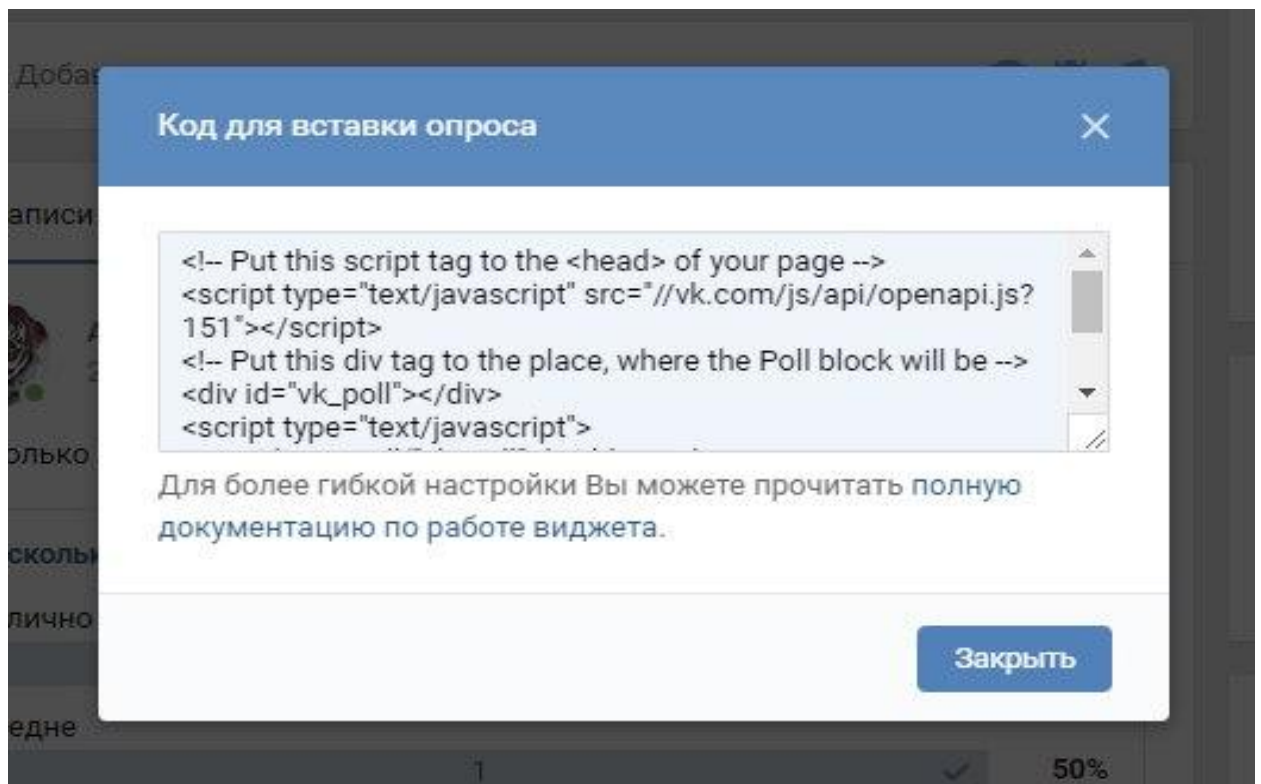 Добав
Код для вставки опроса
аписи
<!-- Put this script tag to the <head> of your page -->
<script type="text/javascript" src="//vk.com/js/api/openapi.js?
151"></script>
<!-- Put this div tag to the place, where the Poll block will be -->
<div id="vk_poll"></div>
<script type="text/javascript">
олько
Для более гибкой настройки Вы можете прочитать полную
документацию по работе виджета.
скольк
лично
Закрыть
едне
1 50%